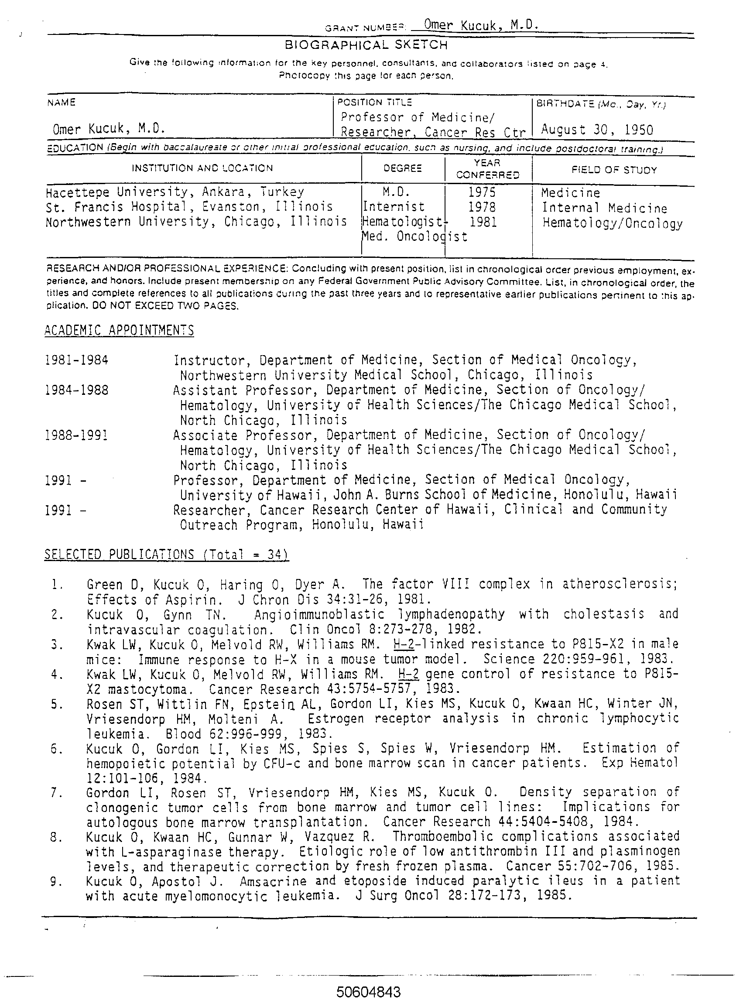 GRANT NUMBER: Omer Kucuk, M.D.
BIOGRAPHICAL SKETCH
Give the following information for the key personnel, consultants, and collaborators listed on page 4.
Photocopy this page for each person.
NAME POSITION TITLE BIRTHDATE (Mo., Day, Yr.)
Professor of Medicine/
Omer Kucuk, M.D. Researcher, Cancer Res Ctr August 30, 1950
EDUCATION (Begin with baccalaureate or other initial professional education, such as nursing, and include postdoctoral training.)
INSTITUTION AND LOCATION DEGREE YEAR CONFERRED FIELD OF STUDY
Hacettepe University, Ankara, Turkey M.D. 1975 Medicine
St. Francis Hospital, Evanston, Illinois Internist 1978 Internal Medicine
Northwestern University, Chicago, Illinois Hematologist- 1981 Hematology/Oncology
Med. Oncologist
RESEARCH AND/OR PROFESSIONAL EXPERIENCE: Concluding with present position, list in chronological order previous employment, ex-
perience, and honors. Include present membership on any Federal Government Public Advisory Committee. List, in chronological order, the
titles and complete references to all publications during the past three years and to representative earlier publications pertinent to this ap-
plication. DO NOT EXCEED TWO PAGES.
ACADEMIC APPOINTMENTS
1981-1984 Instructor, Department of Medicine, Section of Medical Oncology,
Northwestern University Medical School, Chicago, Illinois
1984-1988 Assistant Professor, Department of Medicine, Section of Oncology/
Hematology, University of Health Sciences/The Chicago Medical School,
North Chicago, Illinois
1988-1991 Associate Professor, Department of Medicine, Section of Oncology/
Hematology, University of Health Sciences/The Chicago Medical School,
North Chicago, Illinois
1991 - Professor, Department of Medicine, Section of Medical Oncology,
University of Hawaii, John A. Burns School of Medicine, Honolulu, Hawaii
1991 - Researcher, Cancer Research Center of Hawaii, Clinical and Community
Outreach Program, Honolulu, Hawaii
SELECTED PUBLICATIONS (Total = 34)
1. Green D, Kucuk O, Haring O, Dyer A. The factor VIII complex in atherosclerosis;
Effects of Aspirin. J Chron Dis 34:31-26, 1981.
2. Kucuk O, Gynn TN. Angioimmunoblastic lymphadenopathy with cholestasis and
intravascular coagulation. Clin Oncol 8:273-278, 1982.
3. Kwak LW, Kucuk O, Melvold RW, Williams RM. H-2-linked resistance to P815-X2 in male
mice: Immune response to H-X in a mouse tumor model. Science 220:959-961, 1983.
4. Kwak LW, Kucuk O, Melvold RW, Williams RM. H-2 gene control of resistance to P815-
X2 mastocytoma. Cancer Research 43:5754-5757, 1983.
5. Rosen ST, Wittlin FN, Epstein AL, Gordon LI, Kies MS, Kucuk O, Kwaan HC, Winter JN,
Vriesendorp HM, Molteni A. Estrogen receptor analysis in chronic lymphocytic
leukemia. Blood 62:996-999, 1983.
6. Kucuk O, Gordon LI, Kies MS, Spies S, Spies W, Vriesendorp HM. Estimation of
hemopoietic potential by CFU-c and bone marrow scan in cancer patients. Exp Hematol
12:101-106, 1984.
7. Gordon LI, Rosen ST, Vriesendorp HM, Kies MS, Kucuk O. Density separation of
clonogenic tumor cells from bone marrow and tumor cell lines: Implications for
autologous bone marrow transplantation. Cancer Research 44:5404-5408, 1984.
8. Kucuk O, Kwaan HC, Gunnar W, Vazquez R. Thromboembolic complications associated
with L-asparaginase therapy. Etiologic role of low antithrombin III and plasminogen
levels, and therapeutic correction by fresh frozen plasma. Cancer 55:702-706, 1985.
9. Kucuk O, Apostol J. Amsacrine and etoposide induced paralytic ileus in a patient
with acute myelomonocytic leukemia. J Surg Oncol 28:172-173, 1985.
50604843